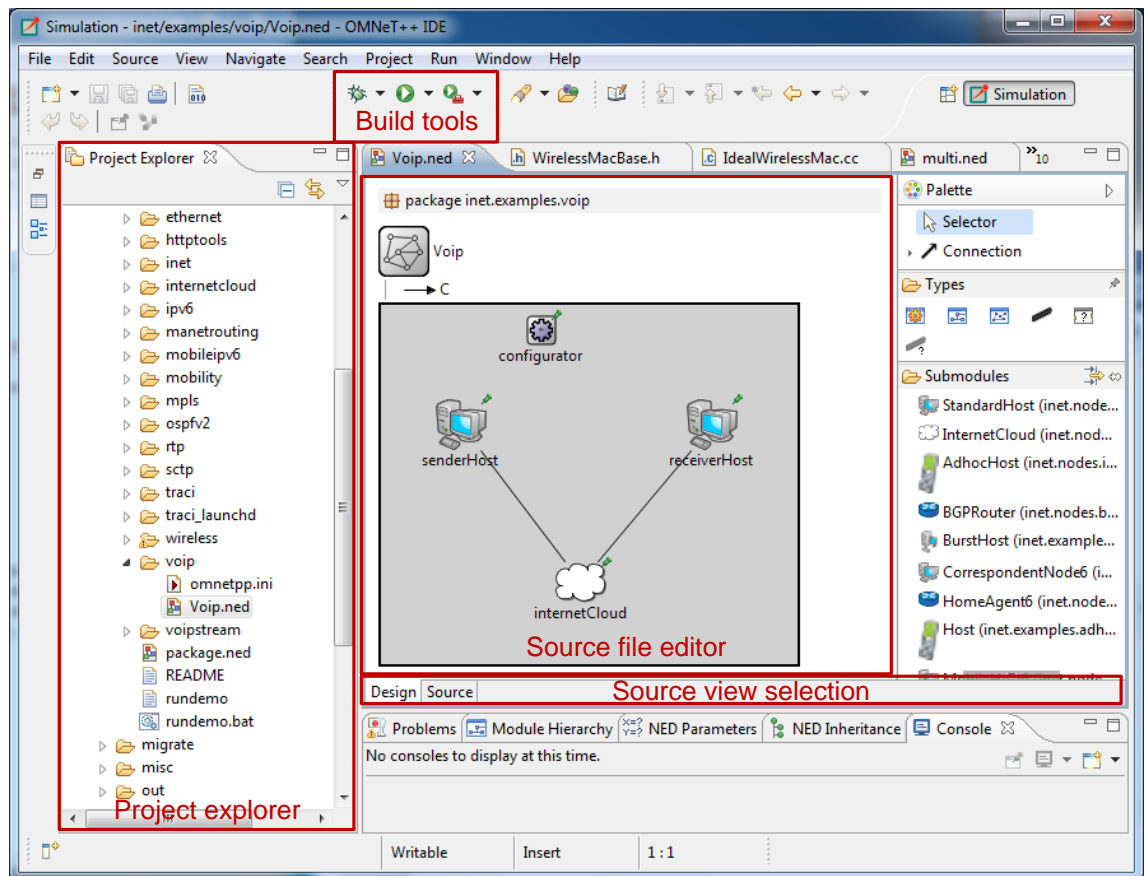 Simulation - inet/examples/voip/Voip.ned - OMNeT++ IDE
File Edit Source View Navigate Search Project Run Window Help
010
Simulation
Build tools
Project Explorer
ethernet
httptools
inet
internetcloud
ipv6
manetrouting
mobileipv6
mobility
mpls
ospfv2
rtp
sctp
traci
traci_launchd
wireless
voip
omnetpp.ini
Voip.ned
voipstream
package.ned
README
rundemo
rundemo.bat
migrate
misc
out
Project explorer
Voip.ned .h WirelessMacBase.h .c IdealWirelessMac.cc multi.ned »10
package inet.examples.voip
Voip
C
configurator
senderHost receiverHost
internetCloud
Source file editor
Design Source
Source view selection
Palette
Selector
Connection
Types
?
?
Submodules
StandardHost (inet.node...
InternetCloud (inet.nod...
AdhocHost (inet.nodes.i...
BGPRouter (inet.nodes.b...
BurstHost (inet.example...
CorrespondentNode6 (i...
HomeAgent6 (inet.node...
Host (inet.examples.adh...
Problems Module Hierarchy NED Parameters NED Inheritance Console
No consoles to display at this time.
Writable Insert 1 : 1